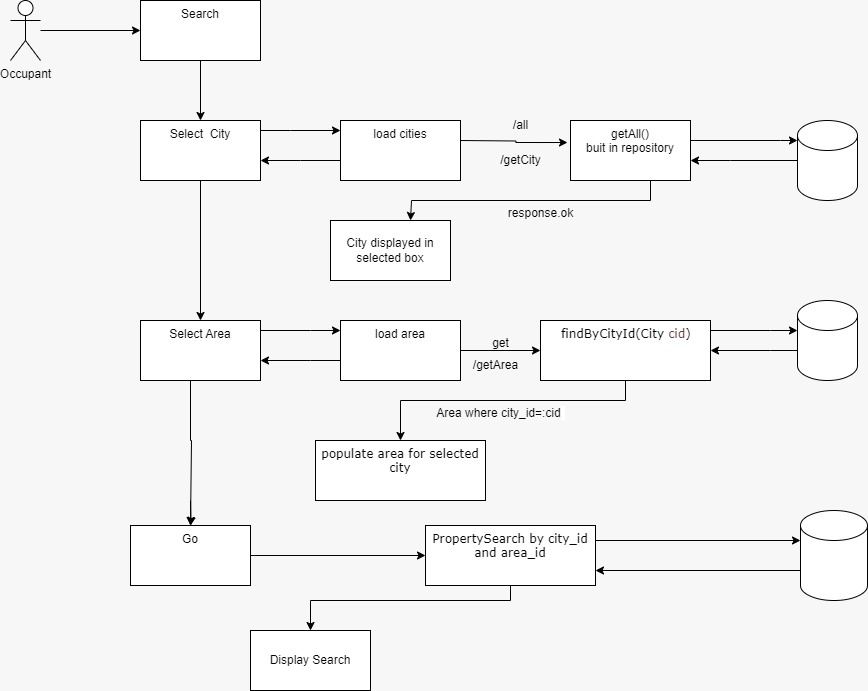 Search
Occupant
Select  City
load cities
/all
/getCity
getAll()
buit in repository
response.ok
City displayed in
selected box
Select Area
load area
get
/getArea
findByCityId(City cid)
Area where city_id=:cid
populate area for selected
city
Go
PropertySearch by city_id
and area_id
Display Search